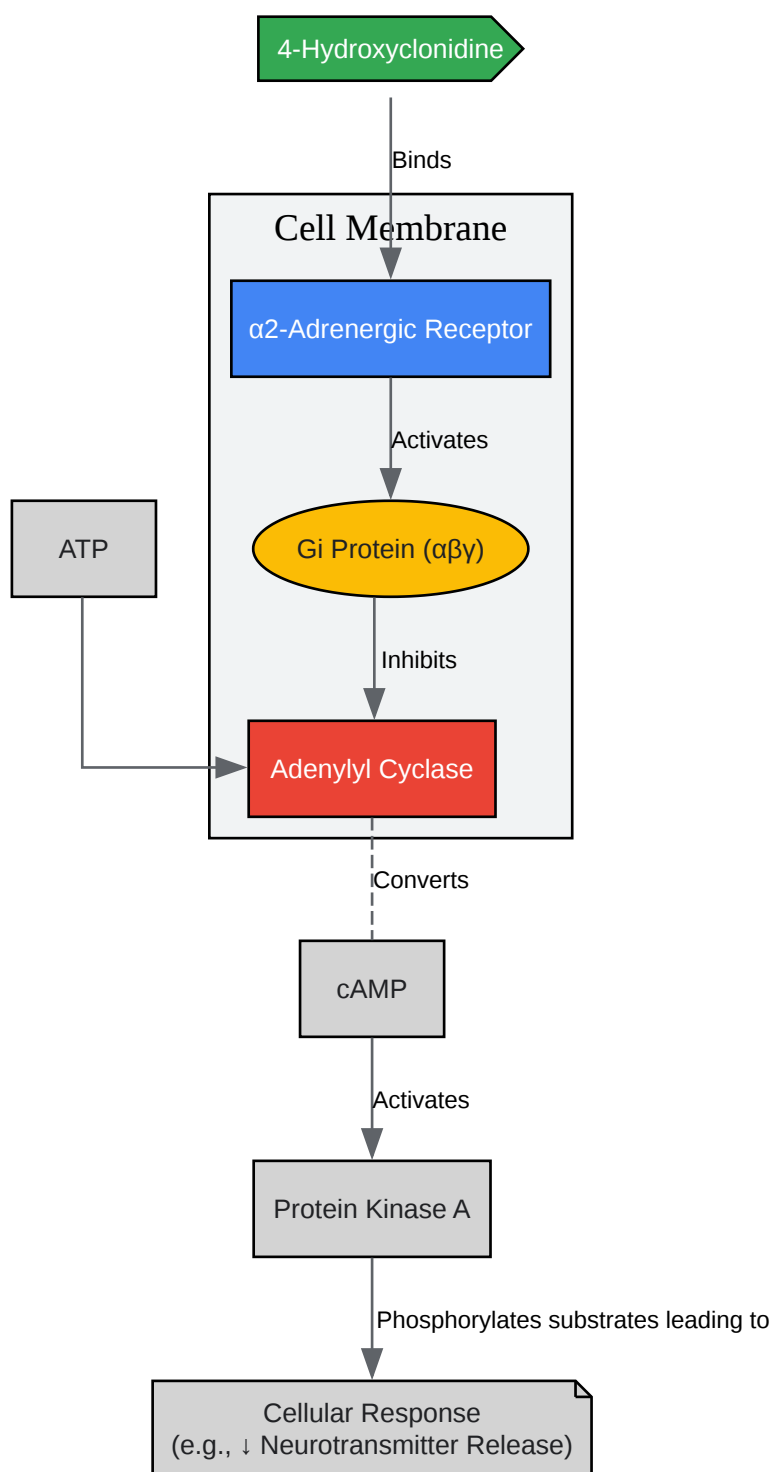 4-Hydroxyclonidine
Binds
Cell Membrane
α2-Adrenergic Receptor
Activates
ATP
Gi Protein (αβγ)
Inhibits
Adenylyl Cyclase
Converts
cAMP
Activates
Protein Kinase A
Phosphorylates substrates leading to
Cellular Response
(e.g., ↓ Neurotransmitter Release)